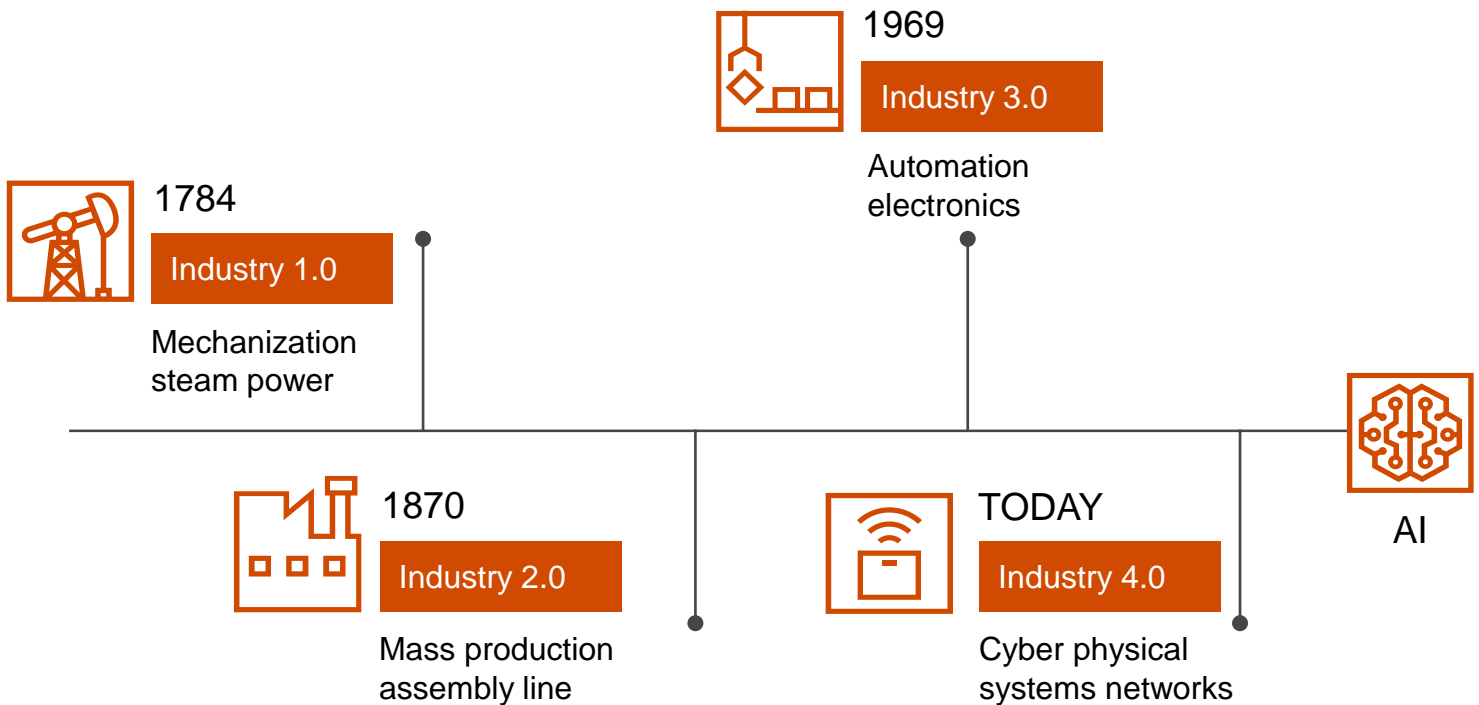 1784
Industry 1.0
Mechanization
steam power
1870
Industry 2.0
Mass production
assembly line
1969
Industry 3.0
Automation
electronics
TODAY
Industry 4.0
Cyber physical
systems networks
AI